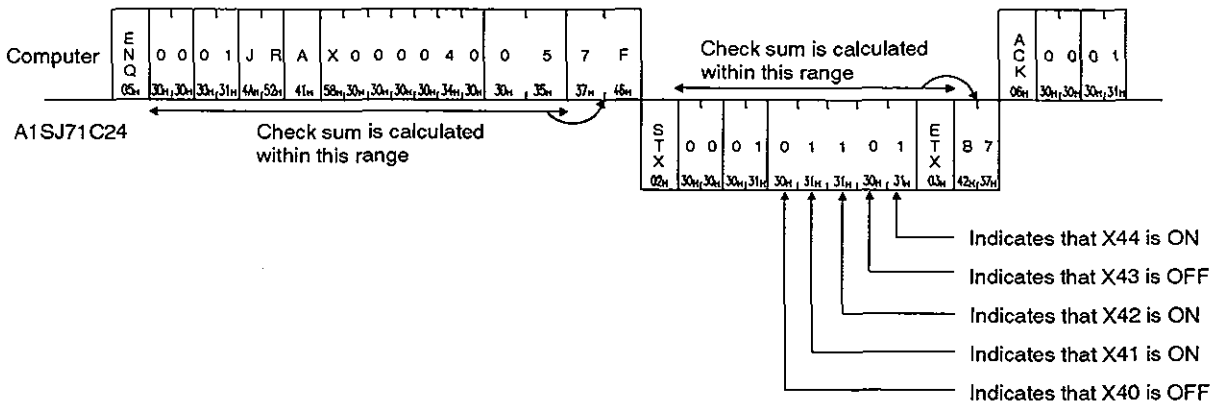 Computer
ENQ 0 0 0 1 J R A X 0 0 0 0 4 0 0 5 7 F
05H 30H 30H 30H 31H 4AH 52H 41H 58H 30H 30H 30H 30H 34H 30H 30H 35H 37H 46H
Check sum is calculated
within this range
ACK 0 0 0 1
06H 30H 30H 30H 31H
A1SJ71C24
Check sum is calculated
within this range
STX 0 0 0 1 0 1 1 0 1 ETX B 7
02H 30H 30H 30H 31H 30H 31H 31H 30H 31H 03H 42H 37H
Indicates that X44 is ON
Indicates that X43 is OFF
Indicates that X42 is ON
Indicates that X41 is ON
Indicates that X40 is OFF